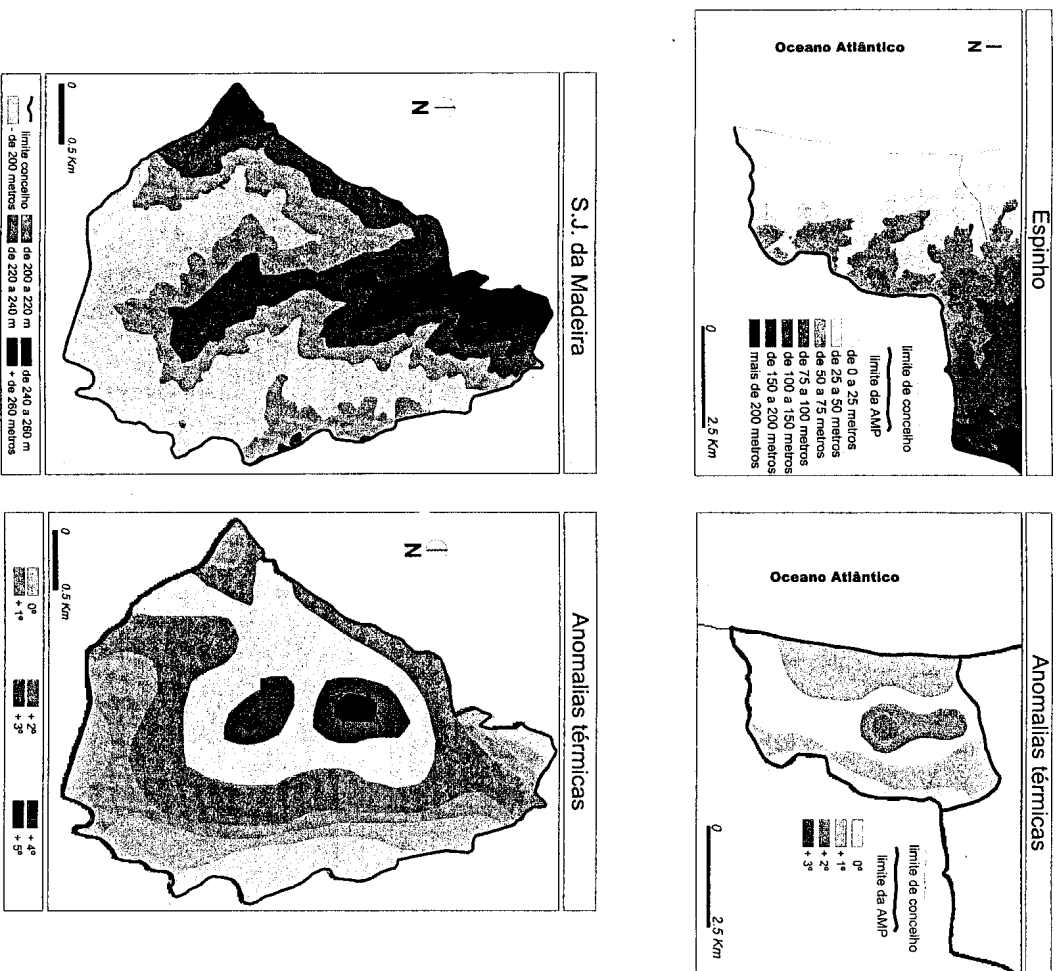 Espinho
Oceano Atlântico
N
limite de concelho
limite da AMP
de 0 a 25 metros
de 25 a 50 metros
de 50 a 75 metros
de 75 a 100 metros
de 100 a 150 metros
de 150 a 200 metros
mais de 200 metros
0 2.5 Km
Anomalias térmicas
Oceano Atlântico
limite de concelho
limite da AMP
0º
+ 1º
+ 2º
+ 3º
0 2.5 Km
S.J. da Madeira
N
0 0.5 Km
limite concelho de 200 a 220 m de 240 a 260 m
- de 200 metros de 220 a 240 m + de 260 metros
Anomalias térmicas
N
0 0.5 Km
0º + 2º + 4º
+ 1º + 3º + 5º